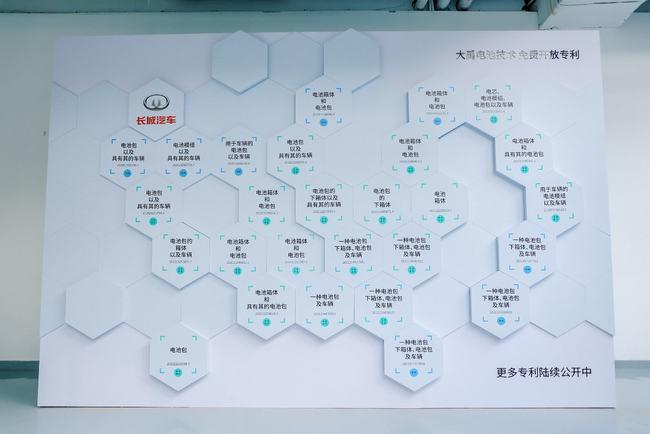 大禹电池技术 免费开放专利
长城汽车
电池箱体
和
电池包
电池箱体
和
电池包
电芯、
电池模组、
电池包以及车辆
电池包
以及
具有其的车辆
电池模组
以及
具有其的车辆
用于车辆的
电池包
以及车辆
电池包
以及
具有其的车辆
电池箱体
和
电池包
电池箱体
和
具有其的电池包
电池包
以及
具有其的车辆
电池箱体
和
电池包
电池包的
下箱体以及
具有其的车辆
电池包
的
下箱体
电池
箱体
用于车辆的
电池模组
以及车辆
电池包的
箱体
以及车辆
电池箱体
和
电池包
电池箱体
和
电池包
一种电池包
下箱体、电池包
及车辆
一种电池包
下箱体、电池包
及车辆
一种电池包
下箱体、电池包
及车辆
电池箱体
和
具有其的电池包
一种电池包
及车辆
一种电池包
下箱体、电池包
及车辆
一种电池包
下箱体、电池包
及车辆
电池包
一种电池包
下箱体、电池包
及车辆
更多专利陆续公开中